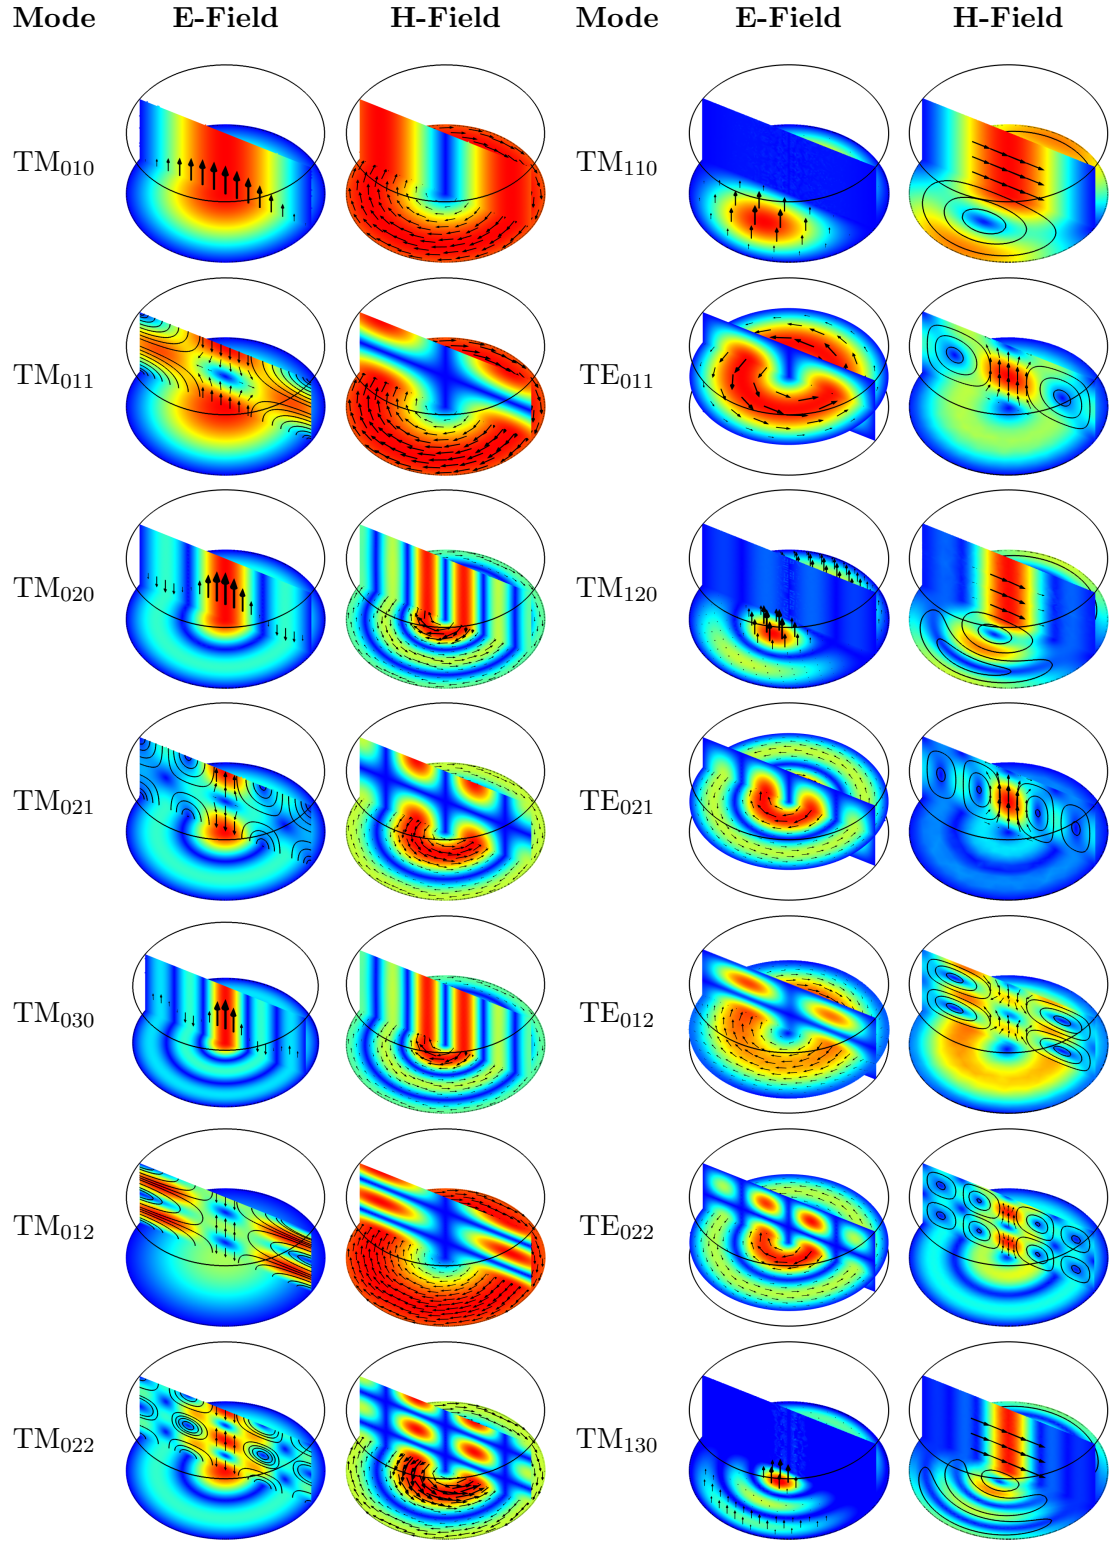 Mode E-Field H-Field Mode E-Field H-Field
TM₀₁₀ TM₁₁₀
TM₀₁₁ TE₀₁₁
TM₀₂₀ TM₁₂₀
TM₀₂₁ TE₀₂₁
TM₀₃₀ TE₀₁₂
TM₀₁₂ TE₀₂₂
TM₀₂₂ TM₁₃₀